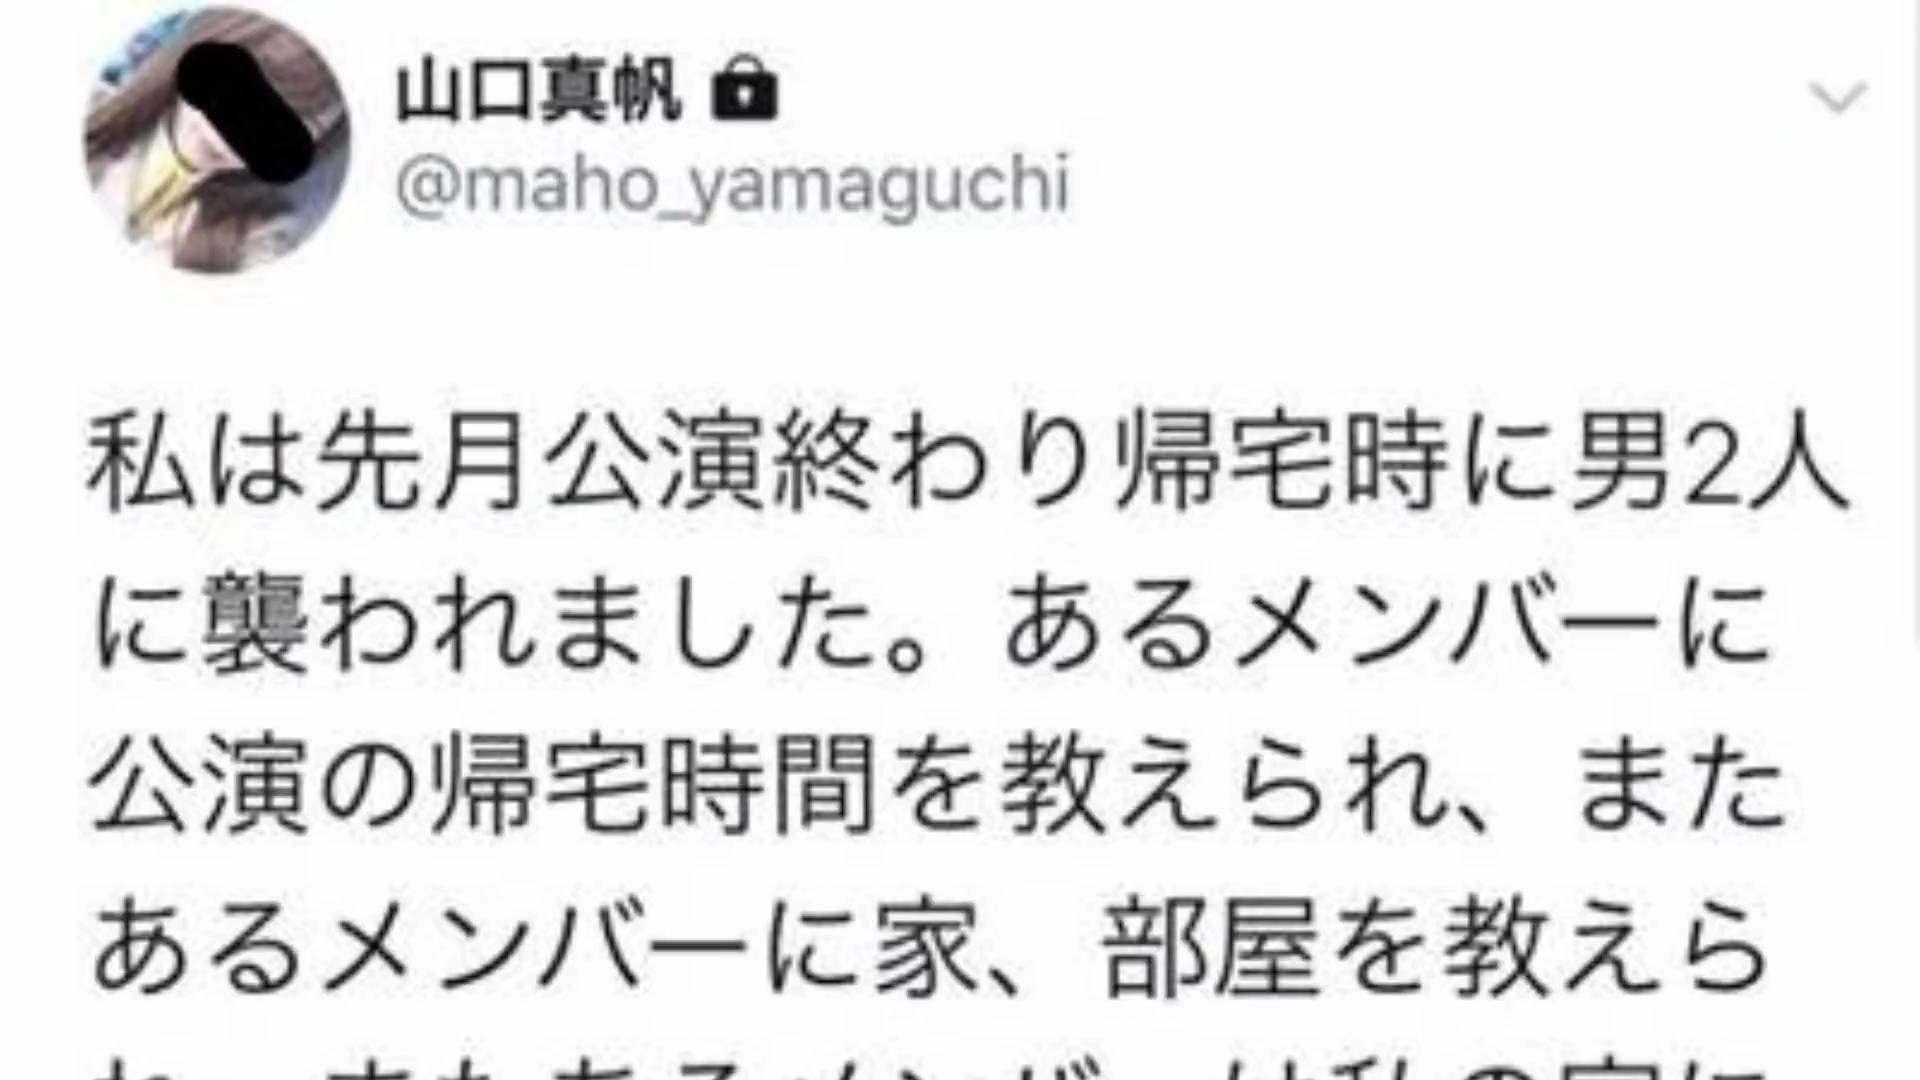 山口真帆
@maho_yamaguchi
私は先月公演終わり帰宅時に男2人
に襲われました。あるメンバーに
公演の帰宅時間を教えられ、また
あるメンバーに家、部屋を教えら